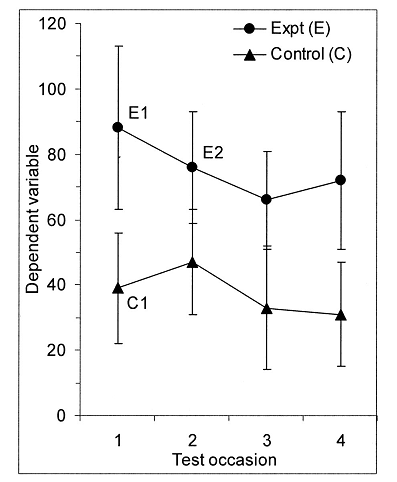 120
Expt (E)
Control (C)
100
E1
80
E2
60
40
C1
20
0
Dependent variable
1 2 3 4
Test occasion